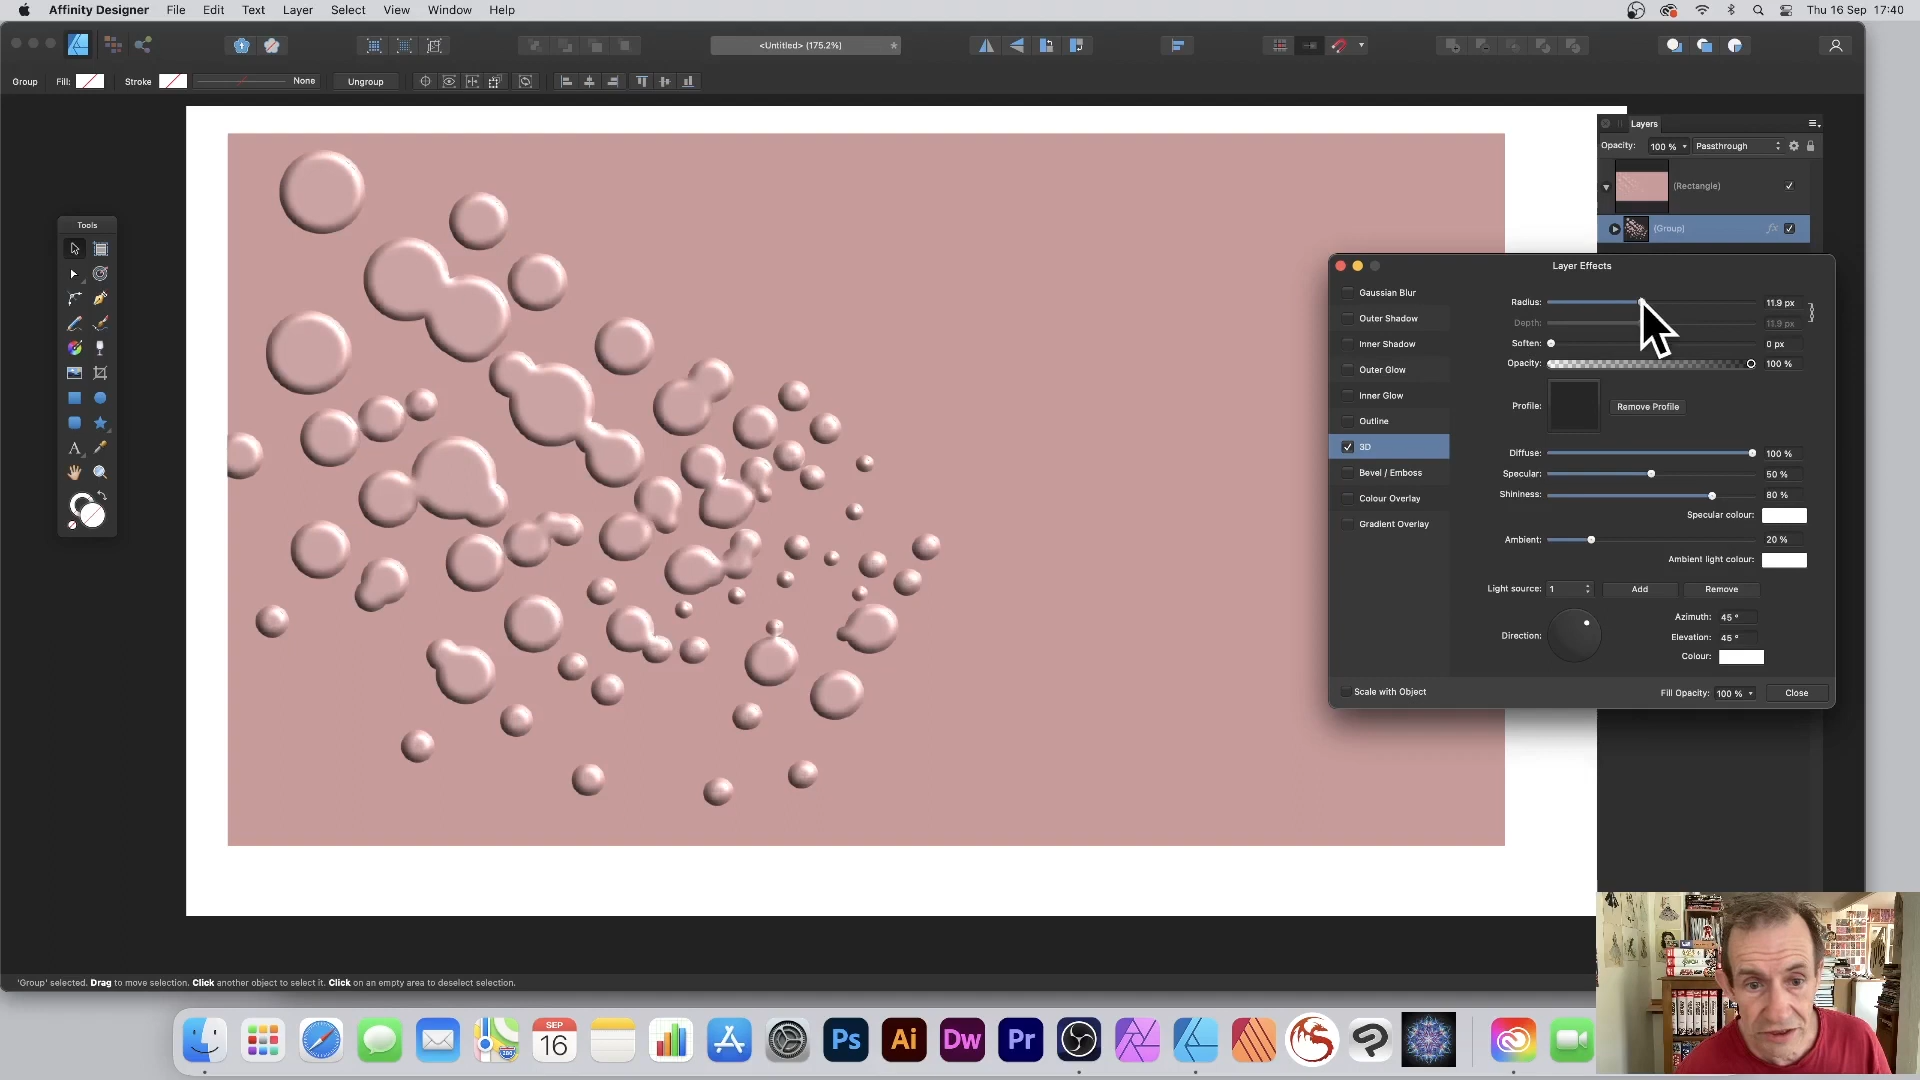 Affinity Designer File Edit Text Layer Select View Window Help Thu 16 Sep 17:40
<Untitled> (175.2%)
Group Fill: Stroke None Ungroup
Layers
Opacity: 100 % Passthrough
(Rectangle)
(Group) fx
Tools
Layer Effects
Gaussian Blur
Outer Shadow
Inner Shadow
Outer Glow
Inner Glow
Outline
3D
Bevel / Emboss
Colour Overlay
Gradient Overlay
Radius: 11.9 px
Depth: 11.9 px
Soften: 0 px
Opacity: 100 %
Profile: Remove Profile
Diffuse: 100 %
Specular: 50 %
Shininess: 80 %
Specular colour:
Ambient: 20 %
Ambient light colour:
Light source: 1 Add Remove
Azimuth: 45 °
Direction:
Elevation: 45 °
Colour:
Scale with Object Fill Opacity: 100 % Close
'Group' selected. Drag to move selection. Click another object to select it. Click on an empty area to deselect selection.
SEP
16
Ps Ai Dw Pr